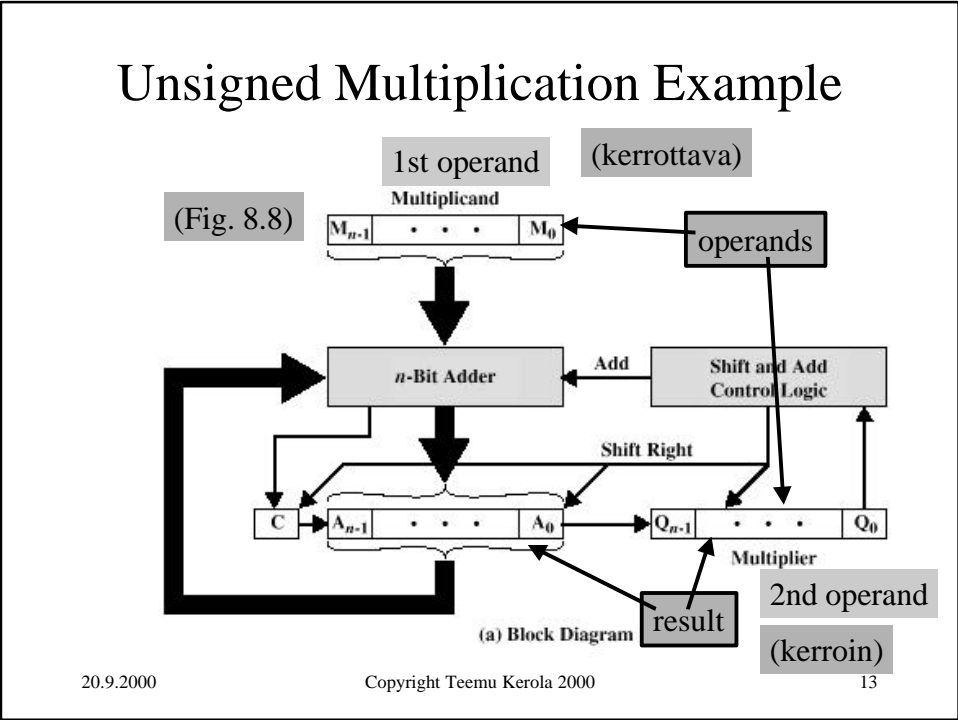 Unsigned Multiplication Example
1st operand
(kerrottava)
(Fig. 8.8)
Multiplicand
Mn-1 • • • M0
operands
n-Bit Adder
Add
Shift and Add
Control Logic
Shift Right
C
An-1 • • • A0
Qn-1 • • • Q0
Multiplier
2nd operand
result
(a) Block Diagram
(kerroin)
20.9.2000
Copyright Teemu Kerola 2000
13